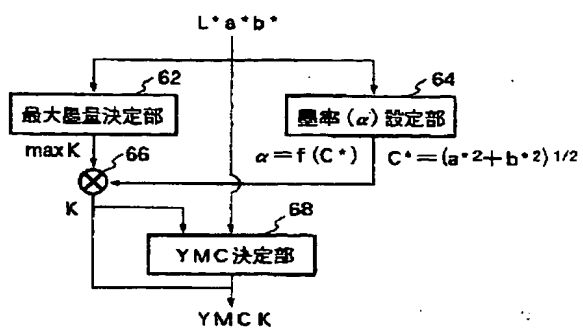 L*a*b*
62
64
最大墨量決定部
墨率(α)設定部
maxK
66
α=f(C*)
C*=(a*2+b*2)1/2
K
68
YMC決定部
YMCK